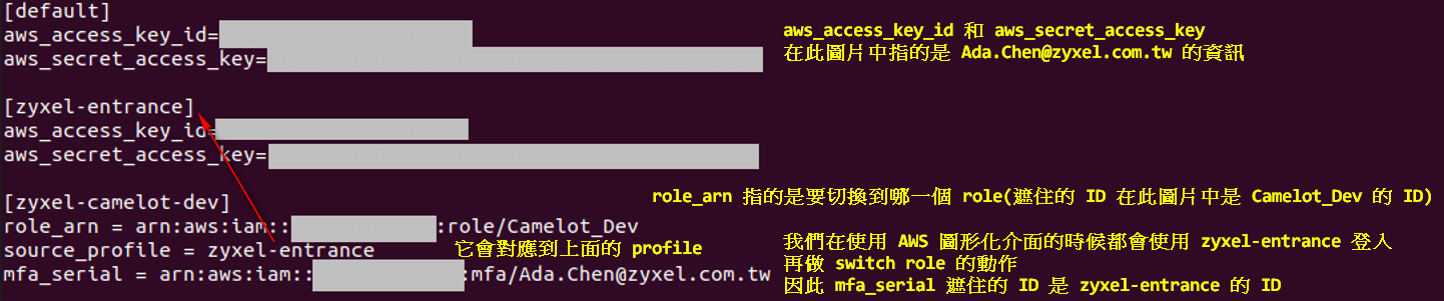 [default]
aws_access_key_id=
aws_secret_access_key=
aws_access_key_id 和 aws_secret_access_key
在此圖片中指的是 Ada.Chen@zyxel.com.tw 的資訊
[zyxel-entrance]
aws_access_key_id=
aws_secret_access_key=
[zyxel-camelot-dev]
role_arn 指的是要切換到哪一個 role(遮住的 ID 在此圖片中是 Camelot_Dev 的 ID)
role_arn = arn:aws:iam:: :role/Camelot_Dev
source_profile = zyxel-entrance
它會對應到上面的 profile
mfa_serial = arn:aws:iam:: :mfa/Ada.Chen@zyxel.com.tw
我們在使用 AWS 圖形化介面的時候都會使用 zyxel-entrance 登入
再做 switch role 的動作
因此 mfa_serial 遮住的 ID 是 zyxel-entrance 的 ID